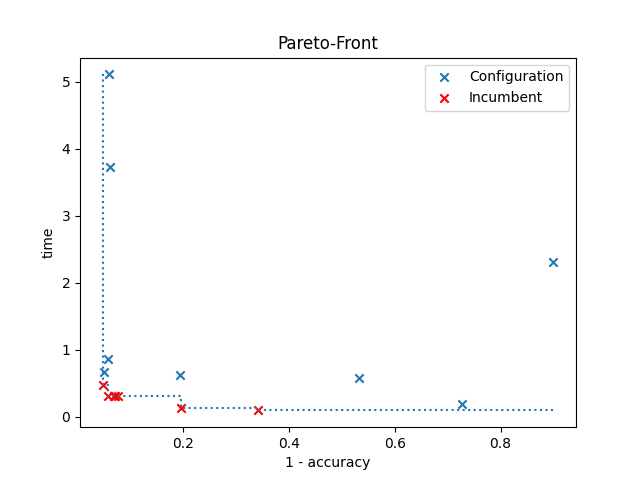 Pareto-Front
Configuration
Incumbent
5
4
3
2
1
0
time
0.2 0.4 0.6 0.8
1 - accuracy